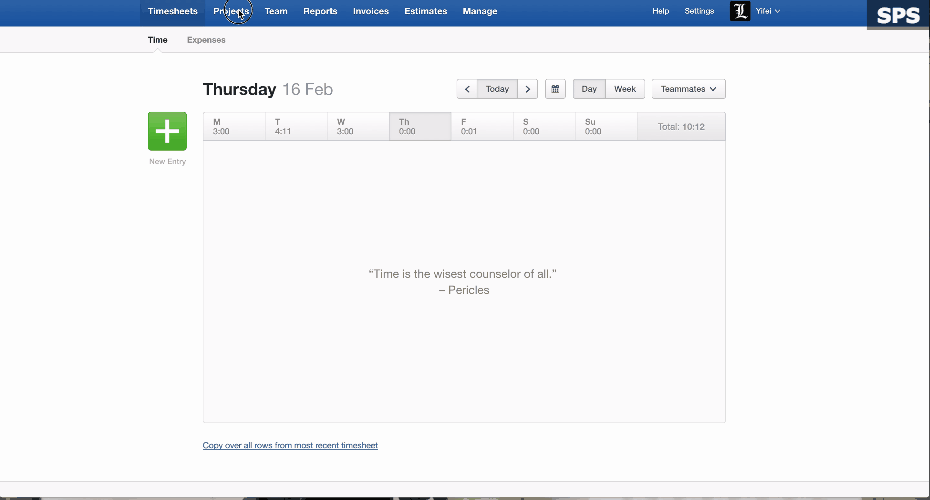 Timesheets Projects Team Reports Invoices Estimates Manage Help Settings L Yifei SPS
Time Expenses
Thursday 16 Feb Today Day Week Teammates
M T W Th F S Su
3:00 4:11 3:00 0:00 0:01 0:00 0:00 Total: 10:12
New Entry
“Time is the wisest counselor of all.”
– Pericles
Copy over all rows from most recent timesheet